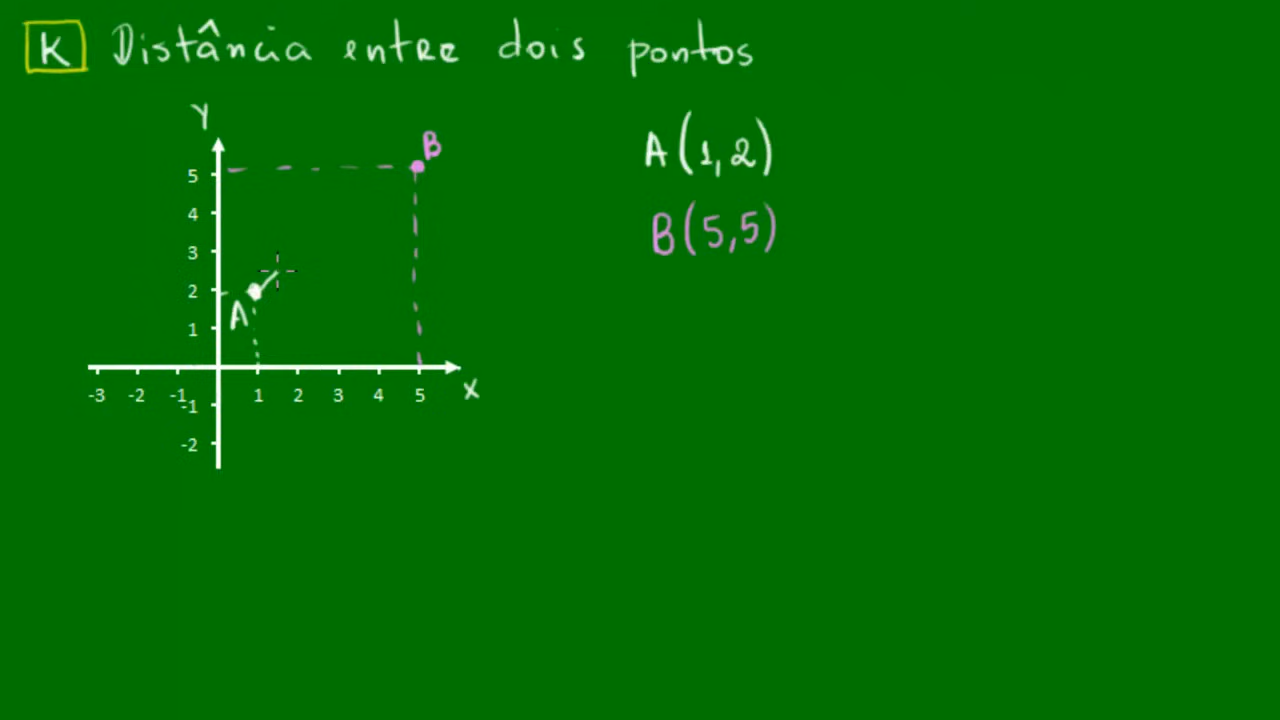 K Distância entre dois pontos
Y
B
A(1,2)
5
4
B(5,5)
3
2
A
1
-3 -2 -1 1 2 3 4 5 X
-1
-2